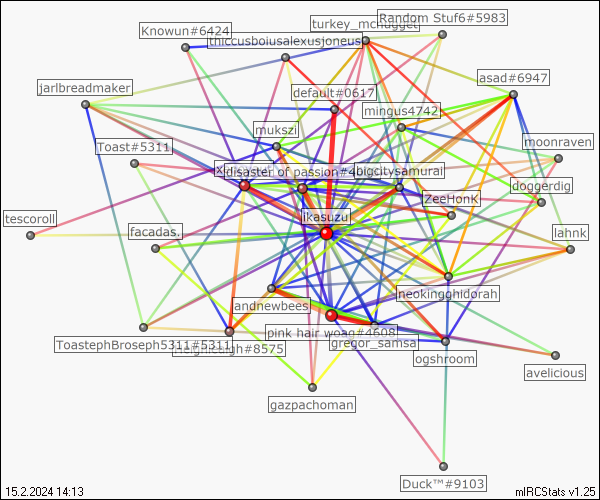 turkey_mcnugget
Random Stuf6#5983
Knowun#6424
thiccusboiusalexusjoneus
asad#6947
jarlbreadmaker
default#0617
mingus4742
mukszi
Toast#5311
moonraven
disaster of passion#4
bigcitysamurai
doggerdig
ZeeHonK
tescoroll
ikasuzu
facadas.
lahnk
neokingghidorah
andnewbees
pink hair woag#4608
gregor_samsa
ToastephBroseph5311#5311
#8575
ogshroom
avelicious
gazpachoman
Duck™#9103
15.2.2024 14:13
mIRCStats v1.25